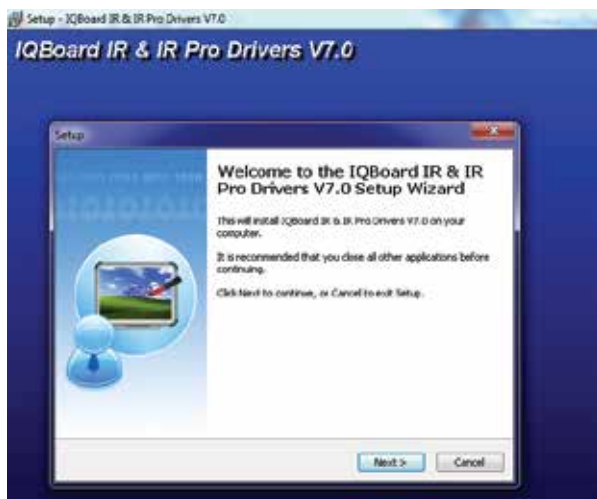 Setup - IQBoard IR & IR Pro Drivers V7.0
IQBoard IR & IR Pro Drivers V7.0
Setup
Welcome to the IQBoard IR & IR
Pro Drivers V7.0 Setup Wizard
This will install IQBoard IR & IR Pro Drivers V7.0 on your
computer.
It is recommended that you close all other applications before
continuing.
Click Next to continue, or Cancel to exit Setup.
Next >
Cancel